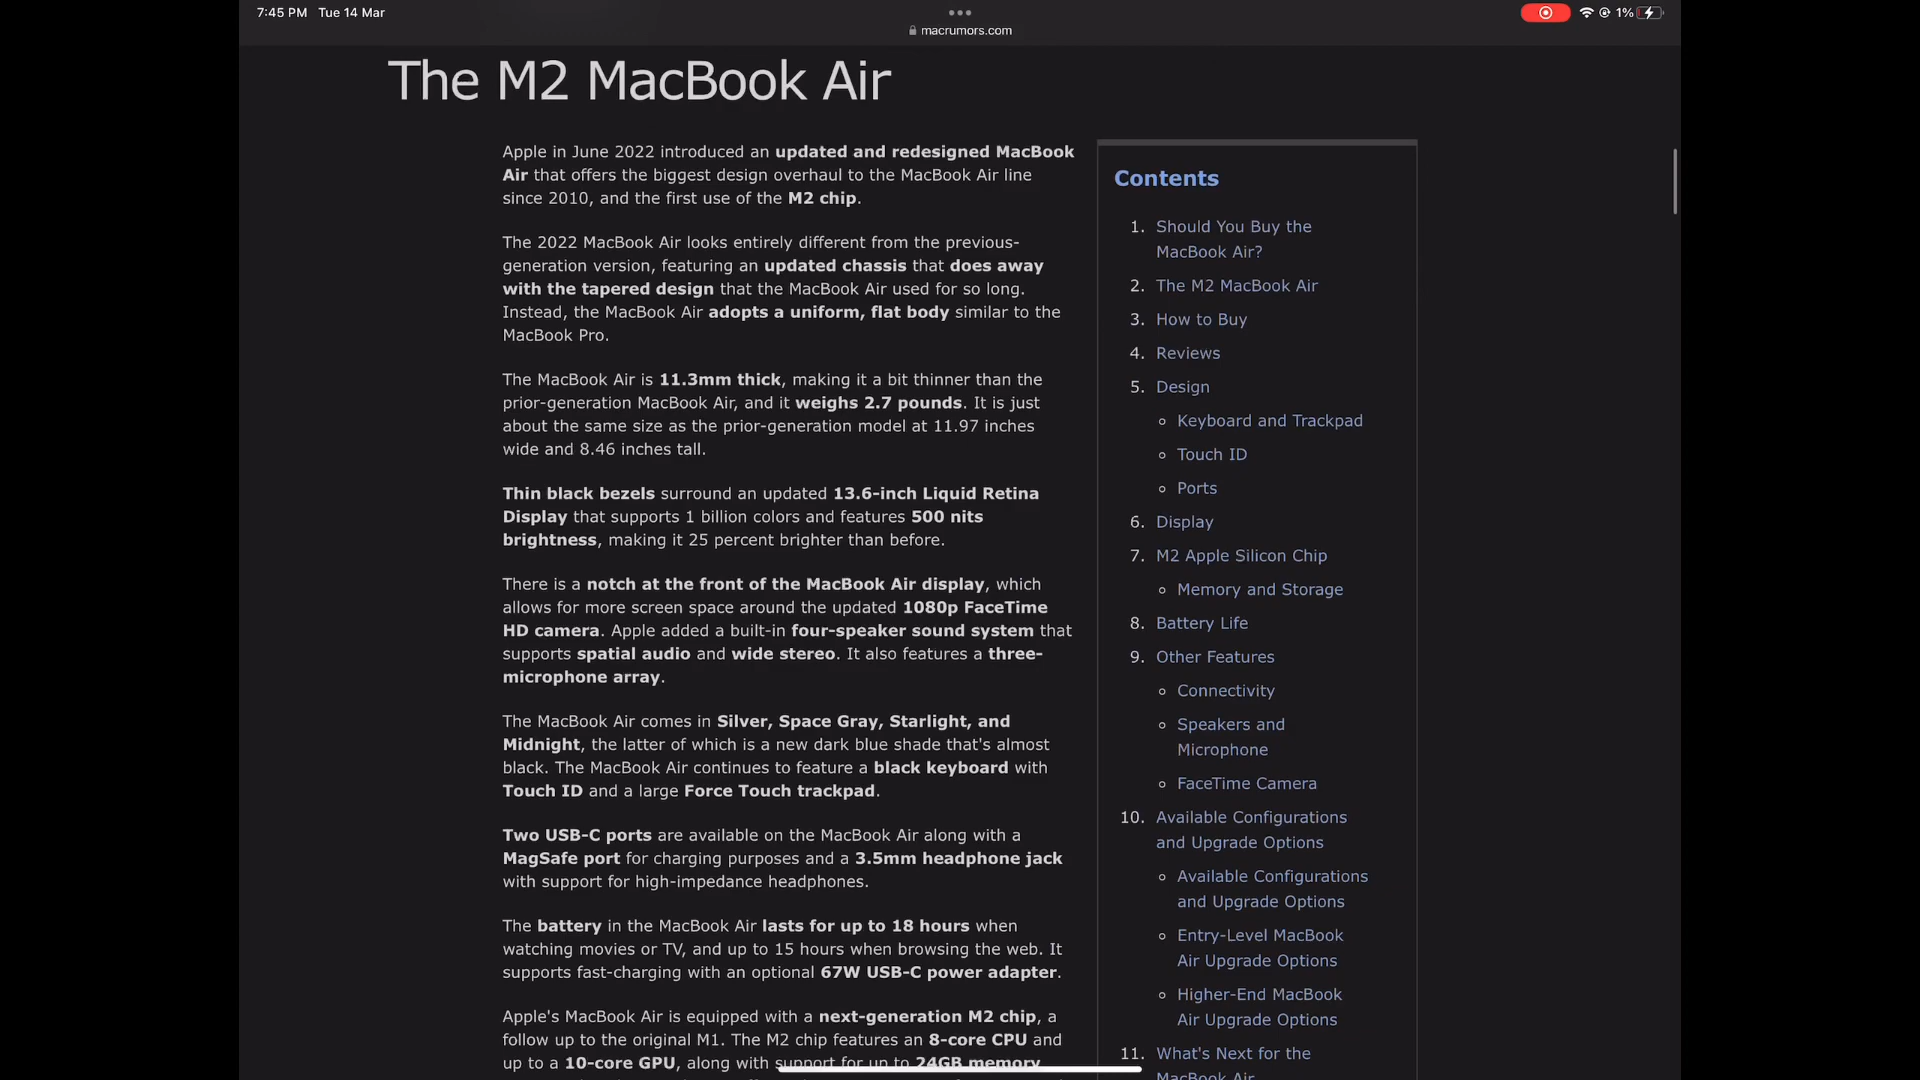 7:45 PM Tue 14 Mar
1%
macrumors.com
The M2 MacBook Air
Apple in June 2022 introduced an updated and redesigned MacBook
Air that offers the biggest design overhaul to the MacBook Air line
since 2010, and the first use of the M2 chip.
The 2022 MacBook Air looks entirely different from the previous-
generation version, featuring an updated chassis that does away
with the tapered design that the MacBook Air used for so long.
Instead, the MacBook Air adopts a uniform, flat body similar to the
MacBook Pro.
The MacBook Air is 11.3mm thick, making it a bit thinner than the
prior-generation MacBook Air, and it weighs 2.7 pounds. It is just
about the same size as the prior-generation model at 11.97 inches
wide and 8.46 inches tall.
Thin black bezels surround an updated 13.6-inch Liquid Retina
Display that supports 1 billion colors and features 500 nits
brightness, making it 25 percent brighter than before.
There is a notch at the front of the MacBook Air display, which
allows for more screen space around the updated 1080p FaceTime
HD camera. Apple added a built-in four-speaker sound system that
supports spatial audio and wide stereo. It also features a three-
microphone array.
The MacBook Air comes in Silver, Space Gray, Starlight, and
Midnight, the latter of which is a new dark blue shade that's almost
black. The MacBook Air continues to feature a black keyboard with
Touch ID and a large Force Touch trackpad.
Two USB-C ports are available on the MacBook Air along with a
MagSafe port for charging purposes and a 3.5mm headphone jack
with support for high-impedance headphones.
The battery in the MacBook Air lasts for up to 18 hours when
watching movies or TV, and up to 15 hours when browsing the web. It
supports fast-charging with an optional 67W USB-C power adapter.
Apple's MacBook Air is equipped with a next-generation M2 chip, a
follow up to the original M1. The M2 chip features an 8-core CPU and
up to a 10-core GPU, along with support for up to 24GB memory
Contents
1. Should You Buy the
MacBook Air?
2. The M2 MacBook Air
3. How to Buy
4. Reviews
5. Design
Keyboard and Trackpad
Touch ID
Ports
6. Display
7. M2 Apple Silicon Chip
Memory and Storage
8. Battery Life
9. Other Features
Connectivity
Speakers and
Microphone
FaceTime Camera
10. Available Configurations
and Upgrade Options
Available Configurations
and Upgrade Options
Entry-Level MacBook
Air Upgrade Options
Higher-End MacBook
Air Upgrade Options
11. What's Next for the
MacBook Air